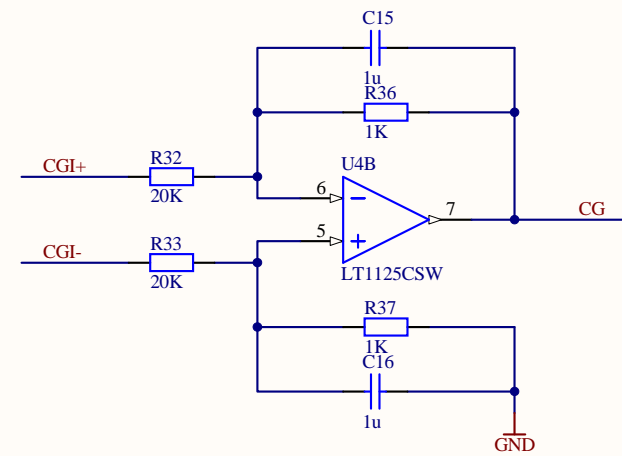 C15
1u
R36
1K
CGI+
R32
20K
U4B
6
7
CG
5
CGI-
R33
20K
LT1125CSW
R37
1K
C16
1u
GND